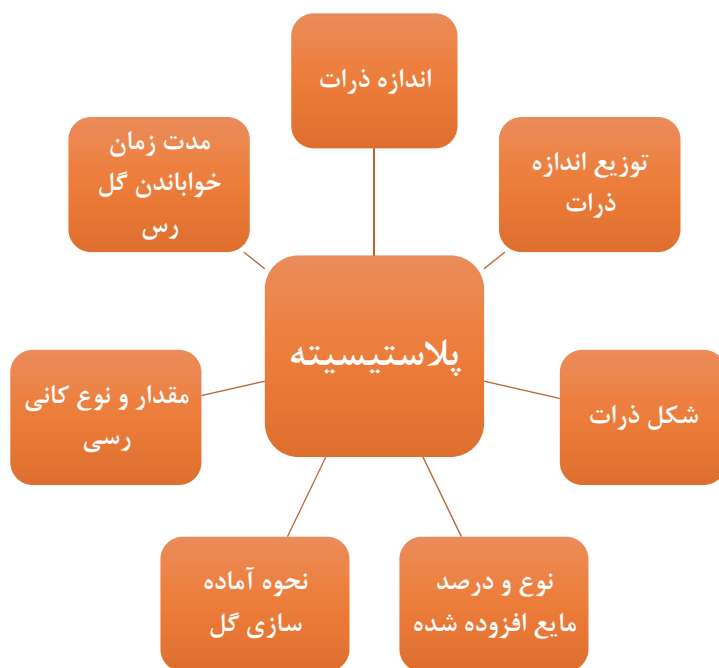 اندازه ذرات
توزیع اندازه
ذرات
شکل ذرات
نوع و درصد
مایع افزوده شده
نحوه آماده
سازی گل
مقدار و نوع کانی
رسی
مدت زمان
خواباندن گل
رس
پلاستیسیته